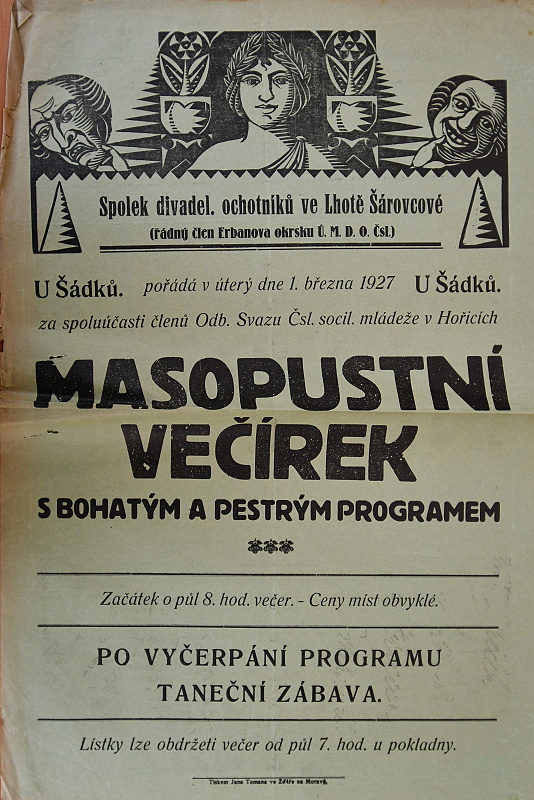 Spolek divadel. ochotníků ve Lhotě Šárovcové
(řádný člen Erbanova okrsku Ú. M. D. O. Čsl.)
U Šádků. pořádá v úterý dne 1. března 1927 U Šádků.
za spoluúčasti členů Odb. Svazu Čsl. socil. mládeže v Hořicích
MASOPUSTNÍ
VEČÍREK
S BOHATÝM A PESTRÝM PROGRAMEM
Začátek o půl 8. hod. večer. - Ceny míst obvyklé.
PO VYČERPÁNÍ PROGRAMU
TANEČNÍ ZÁBAVA.
Lístky lze obdržeti večer od půl 7. hod. u pokladny.
Tiskem Jana Tomana ve Žďáře na Moravě.